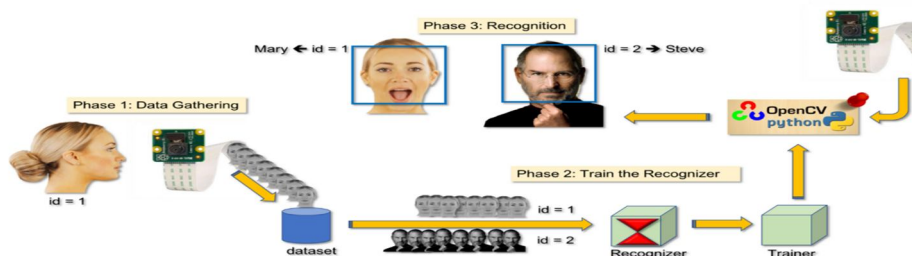 Phase 3: Recognition
Mary ← id = 1
id = 2 → Steve
Phase 1: Data Gathering
OpenCV
python
id = 1
Phase 2: Train the Recognizer
id = 1
id = 2
dataset
Recognizer
Trainer